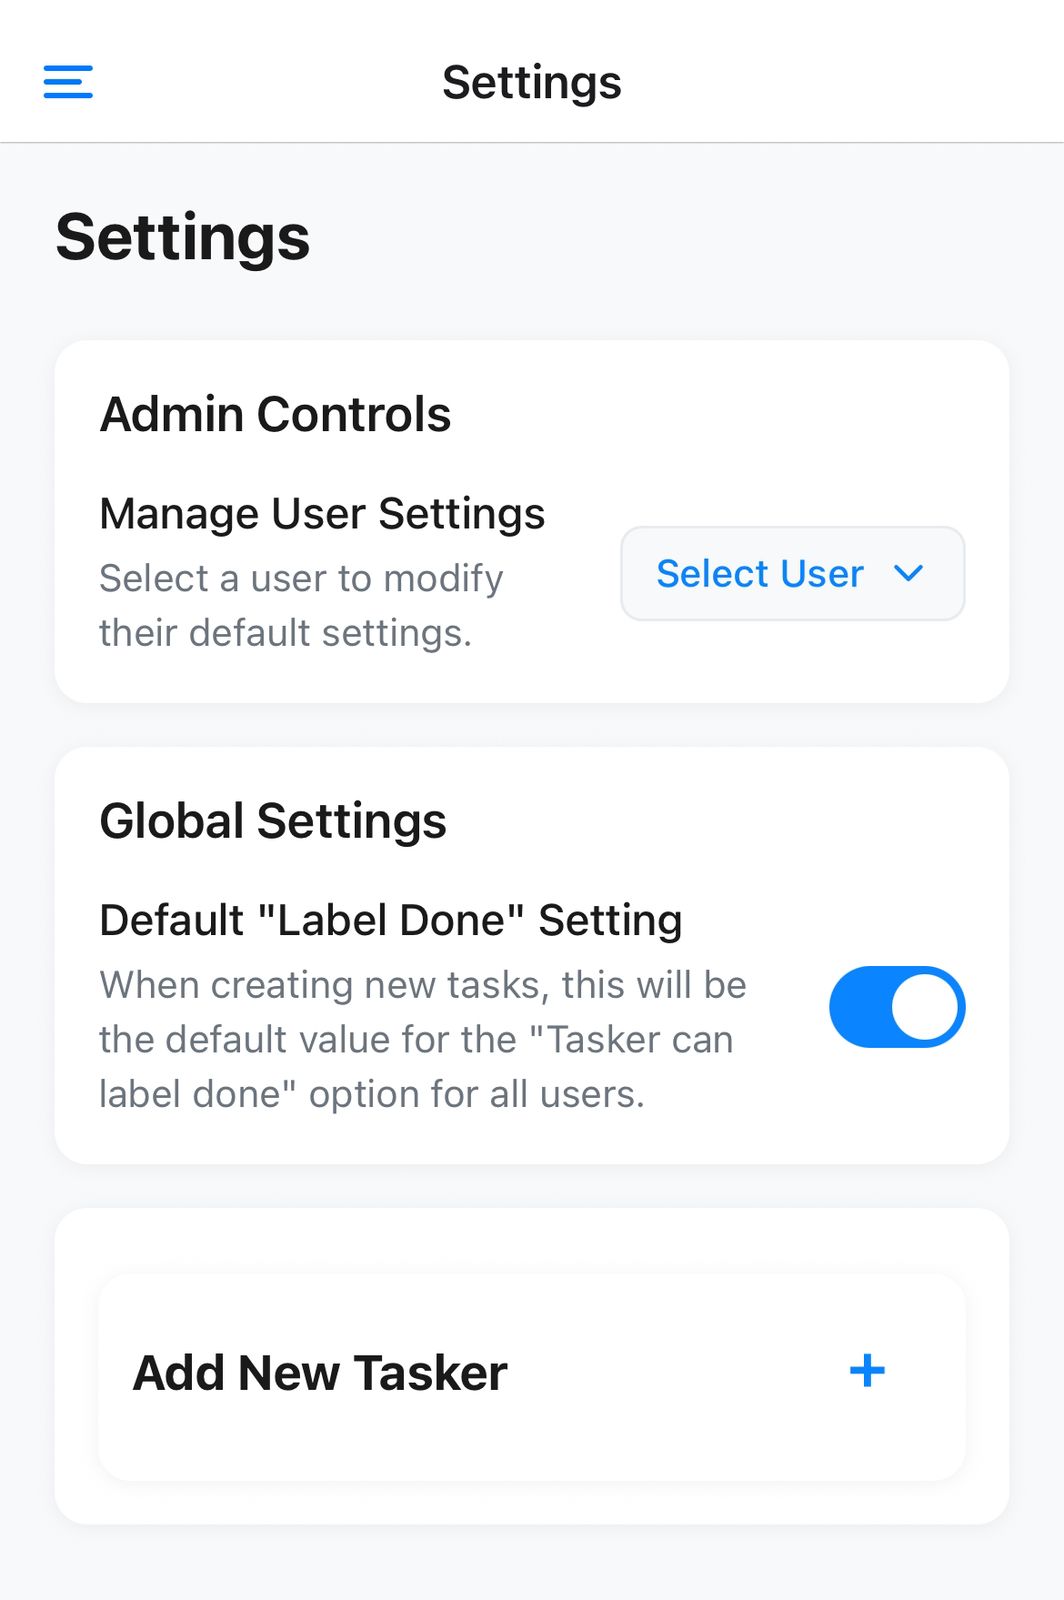 Settings
Settings
Admin Controls
Manage User Settings
Select a user to modify
their default settings.
Select User
Global Settings
Default "Label Done" Setting
When creating new tasks, this will be
the default value for the "Tasker can
label done" option for all users.
Add New Tasker
+